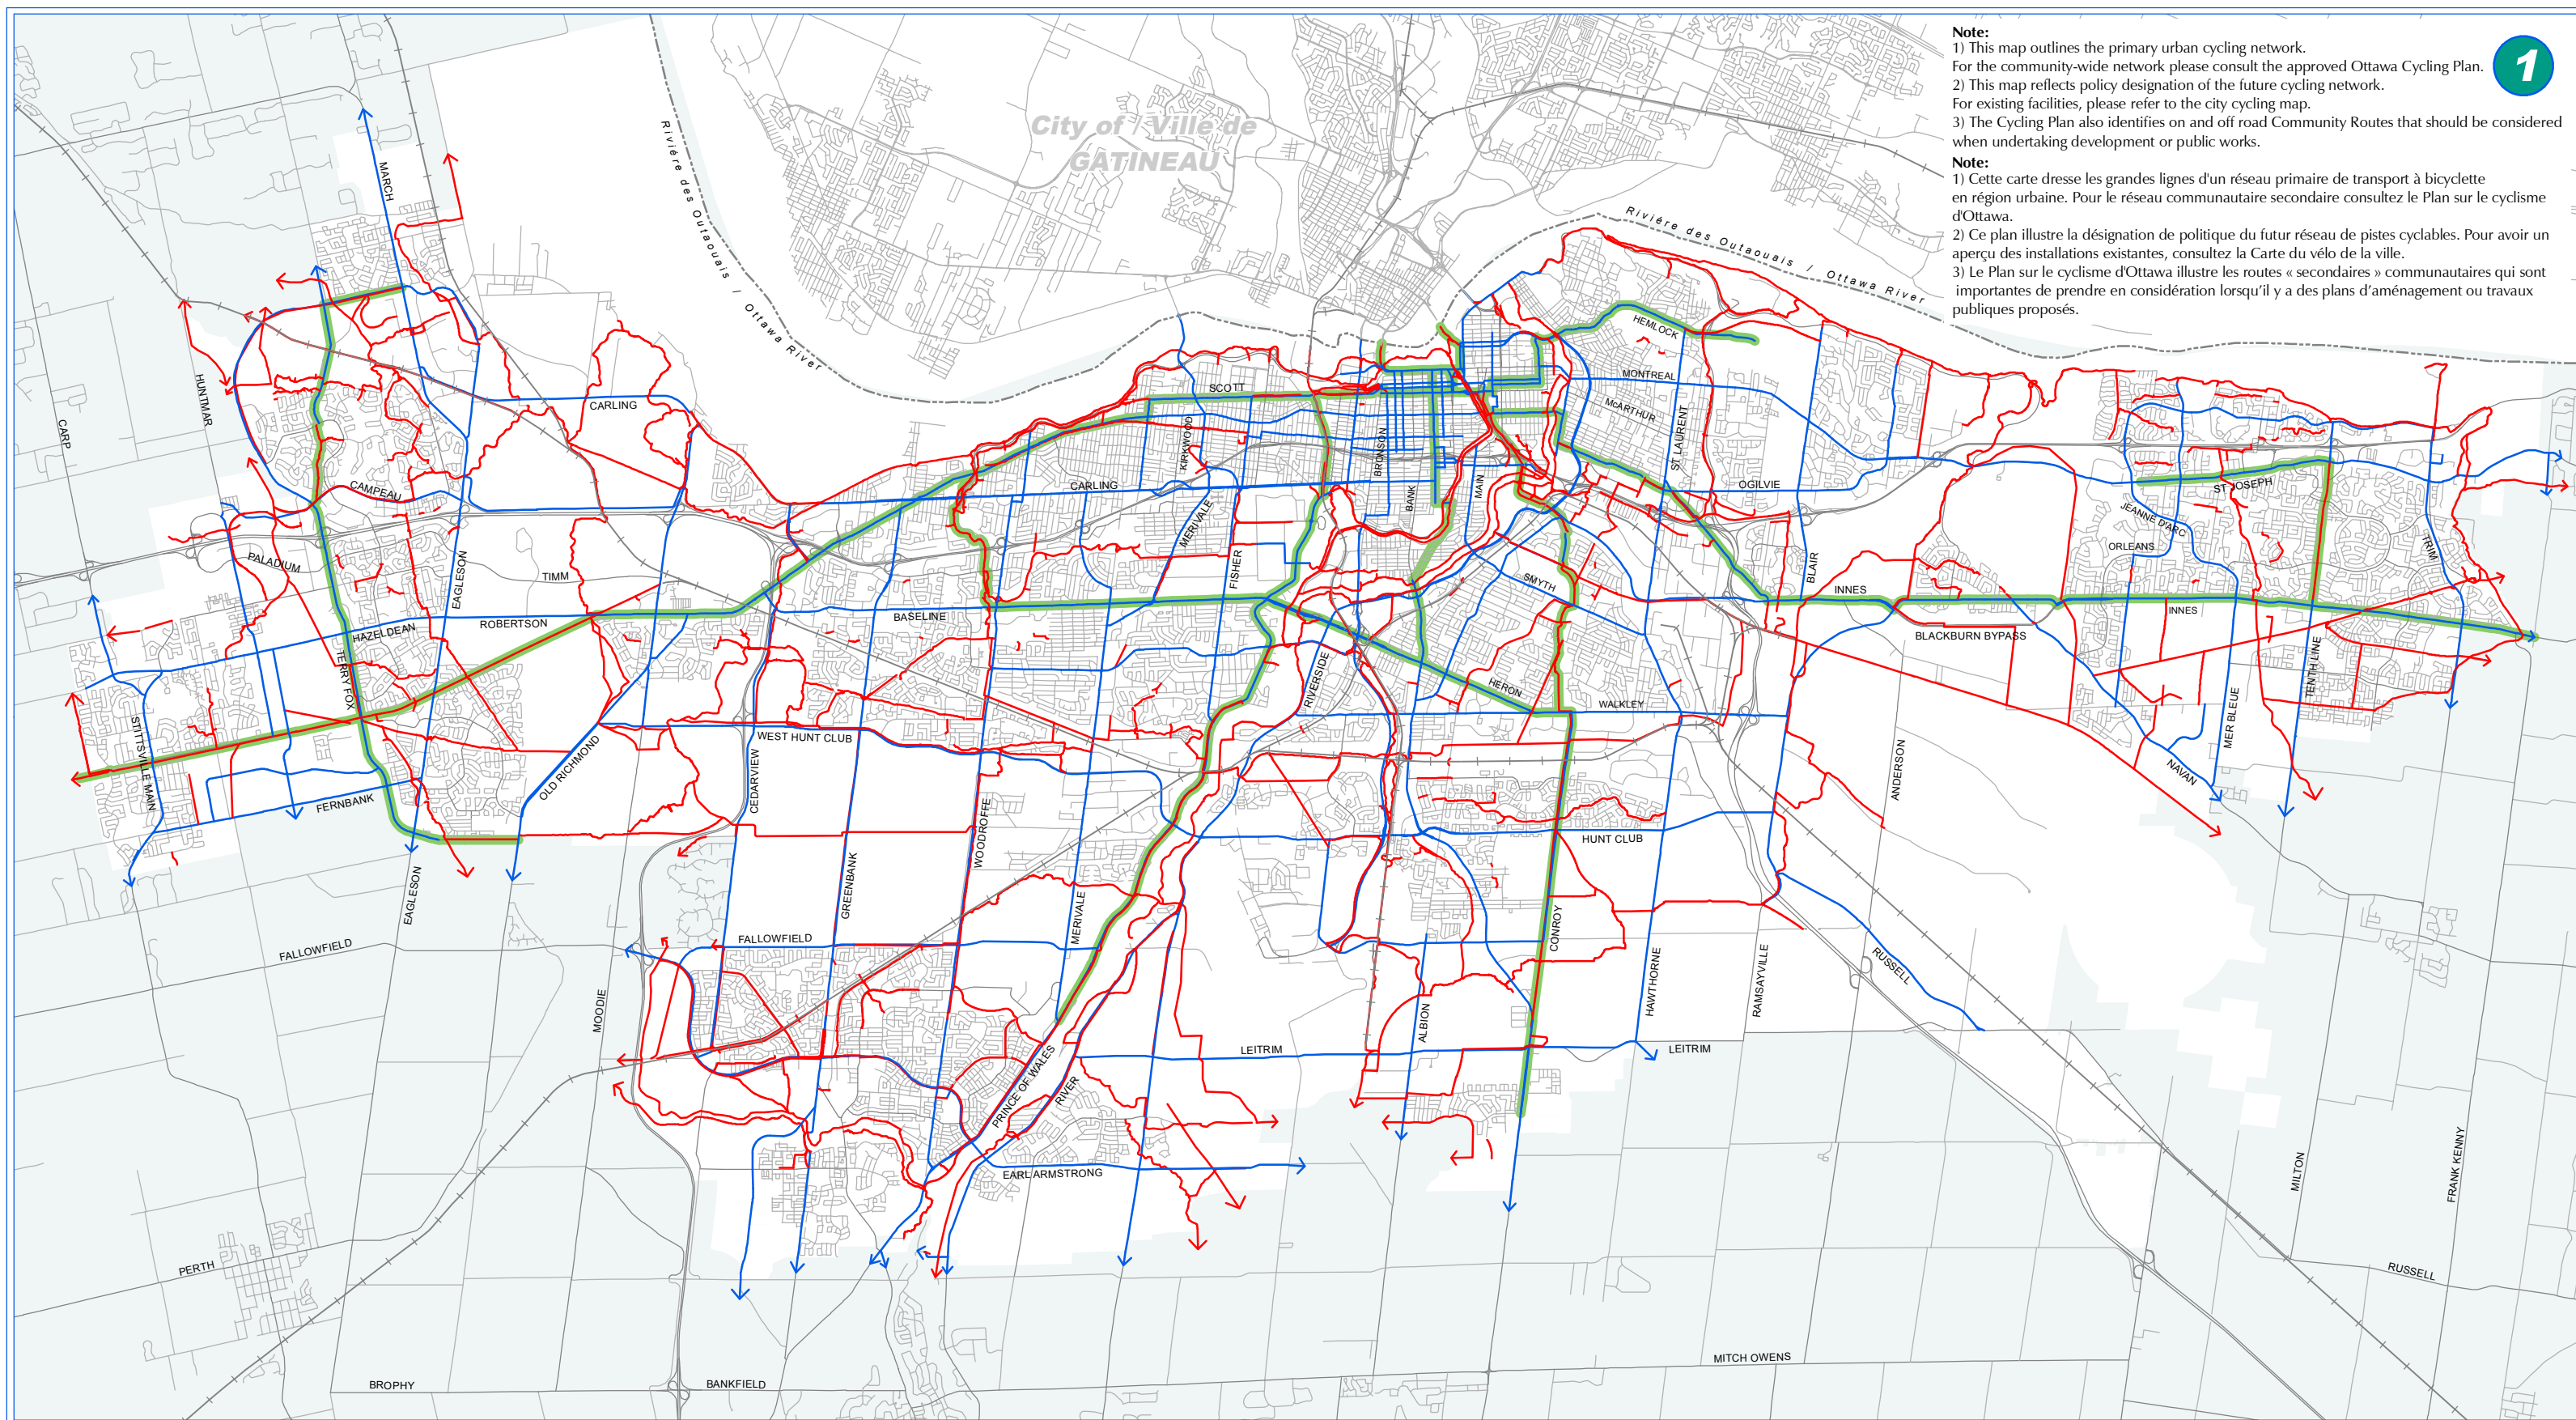 Note:
1) This map outlines the primary urban cycling network.
For the community-wide network please consult the approved Ottawa Cycling Plan.
2) This map reflects policy designation of the future cycling network.
For existing facilities, please refer to the city cycling map.
3) The Cycling Plan also identifies on and off road Community Routes that should be considered
when undertaking development or public works.
Note:
1) Cette carte dresse les grandes lignes d'un réseau primaire de transport à bicyclette
en région urbaine. Pour le réseau communautaire secondaire consultez le Plan sur le cyclisme
d'Ottawa.
2) Ce plan illustre la désignation de politique du futur réseau de pistes cyclables. Pour avoir un
aperçu des installations existantes, consultez la Carte du vélo de la ville.
3) Le Plan sur le cyclisme d'Ottawa illustre les routes « secondaires » communautaires qui sont
importantes de prendre en considération lorsqu'il y a des plans d'aménagement ou travaux
publiques proposés.
1
City of / Ville de
GATINEAU
Riviére des Outaouais / Ottawa River
Riviére des Outaouais / Ottawa River
MARCH
HUNTMAR
CARP
CARLING
SCOTT
KIRKWOOD
CARLING
BRONSON
BANK
MAIN
HEMLOCK
MONTREAL
McARTHUR
ST LAURENT
OGILVIE
ST JOSEPH
JEANNE D'ARC
ORLEANS
TRIM
CAMPEAU
PALADIUM
EAGLESON
TIMM
MERIVALE
FISHER
SMYTH
BLAIR
INNES
INNES
BLACKBURN BYPASS
HAZELDEAN
ROBERTSON
BASELINE
TERRY FOX
RIVERSIDE
HERON
WALKLEY
TENTH LINE
MER BLEUE
STITTSVILLE MAIN
WEST HUNT CLUB
OLD RICHMOND
CEDARVIEW
FERNBANK
WOODROFFE
HUNT CLUB
ANDERSON
NAVAN
EAGLESON
GREENBANK
MERIVALE
CONROY
FALLOWFIELD
FALLOWFIELD
MOODIE
HAWTHORNE
RAMSAYVILLE
RUSSELL
ALBION
LEITRIM
LEITRIM
PRINCE OF WALES
RIVER
EARL ARMSTRONG
MILTON
FRANK KENNY
PERTH
RUSSELL
BROPHY
BANKFIELD
MITCH OWENS